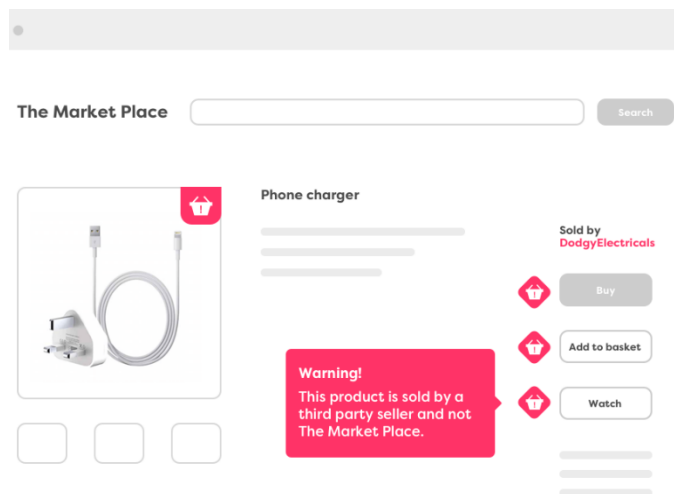 The Market Place
Search
Phone charger
Sold by
DodgyElectricals
Buy
Add to basket
Watch
Warning!
This product is sold by a
third party seller and not
The Market Place.